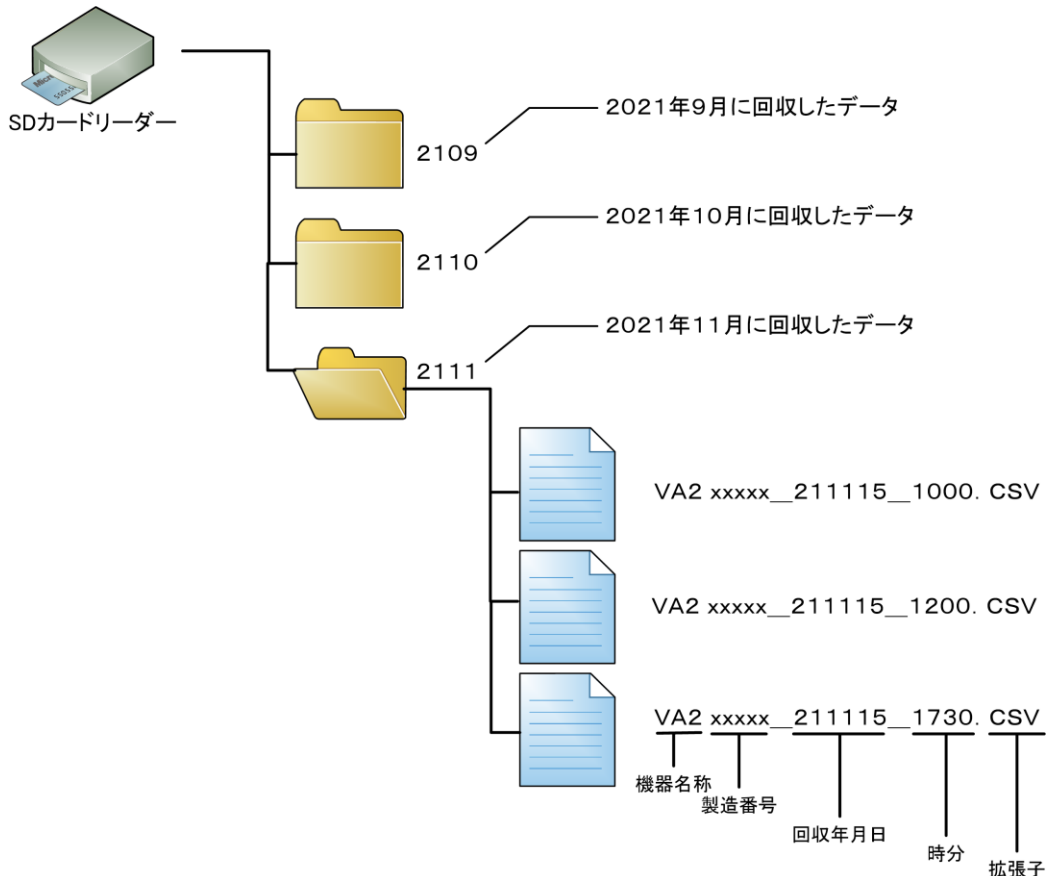 SDカードリーダー
2109
2021年9月に回収したデータ
2110
2021年10月に回収したデータ
2111
2021年11月に回収したデータ
VA2 xxxxx__211115__1000. CSV
VA2 xxxxx__211115__1200. CSV
VA2 xxxxx__211115__1730. CSV
機器名称
製造番号
回収年月日
時分
拡張子